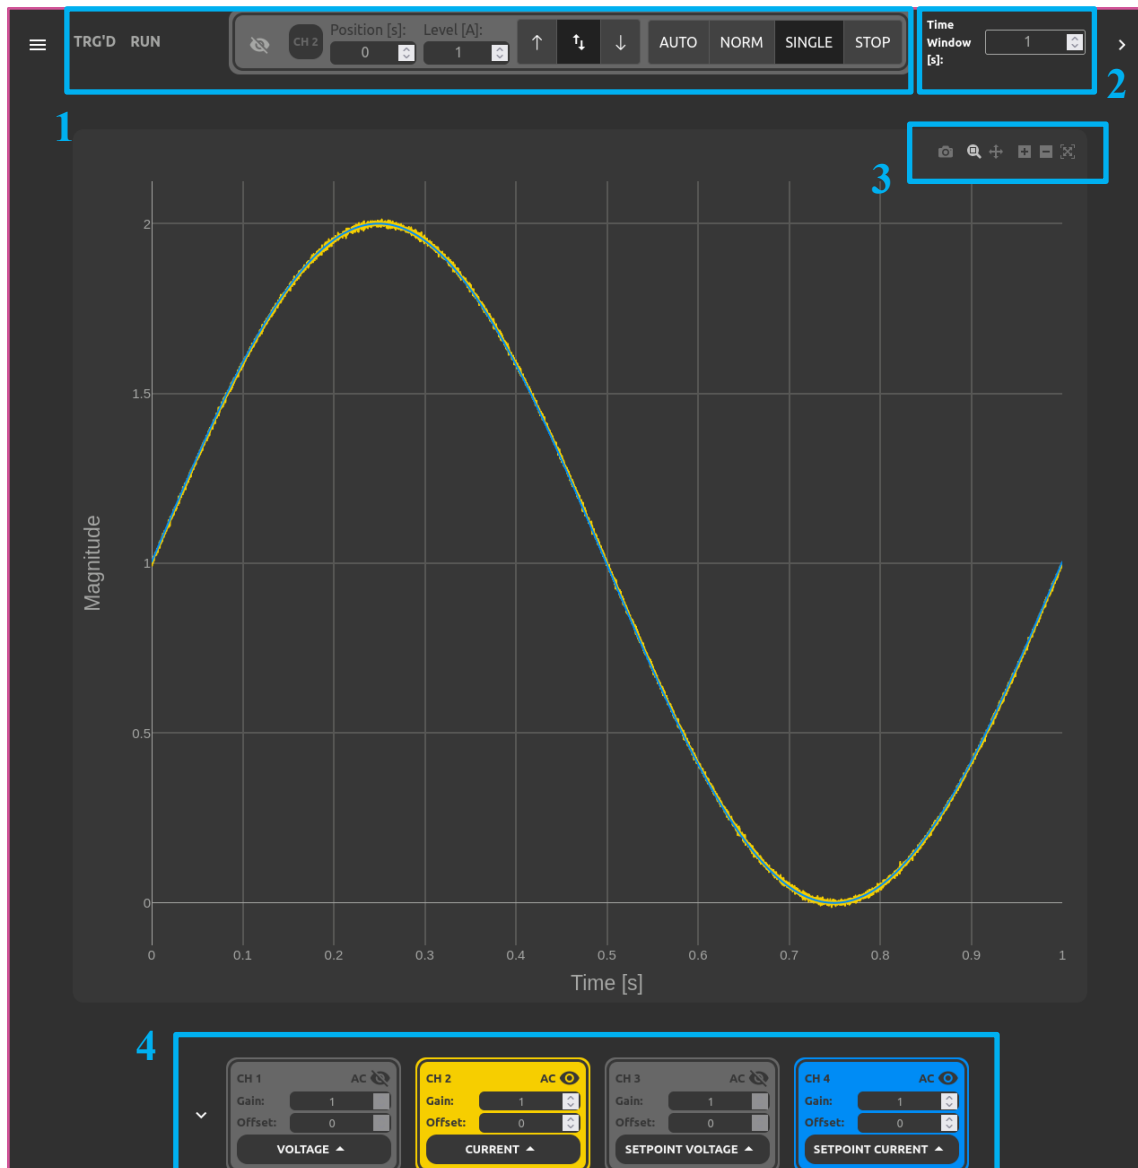 TRG'D RUN
CH 2
Position [s]:
0
Level [A]:
1
AUTO NORM SINGLE STOP
Time
Window
[s]:
1
2
1
3
2
1.5
1
0.5
0
Magnitude
0 0.1 0.2 0.3 0.4 0.5 0.6 0.7 0.8 0.9 1
Time [s]
4
CH 1 AC
Gain: 1
Offset: 0
VOLTAGE
CH 2 AC
Gain: 1
Offset: 0
CURRENT
CH 3 AC
Gain: 1
Offset: 0
SETPOINT VOLTAGE
CH 4 AC
Gain: 1
Offset: 0
SETPOINT CURRENT